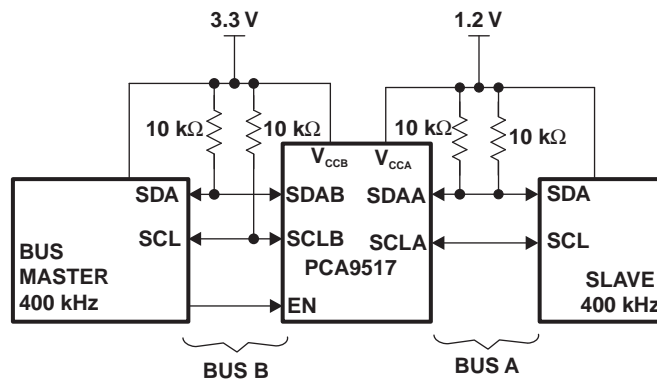 3.3 V
1.2 V
10 kΩ
10 kΩ
10 kΩ
10 kΩ
VCCB
VCCA
SDA
SDAB
SDAA
SDA
SCL
SCLB
SCLA
SCL
BUS
MASTER
400 kHz
PCA9517
EN
SLAVE
400 kHz
BUS B
BUS A